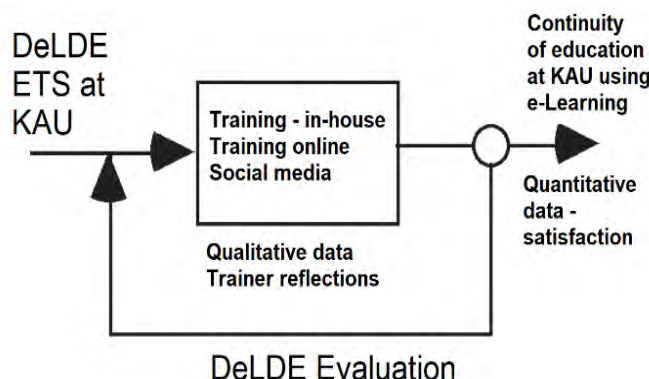 DeLDE
ETS at
KAU
Training - in-house
Training online
Social media
Qualitative data
Trainer reflections
Continuity
of education
at KAU using
e-Learning
Quantitative
data -
satisfaction
DeLDE Evaluation